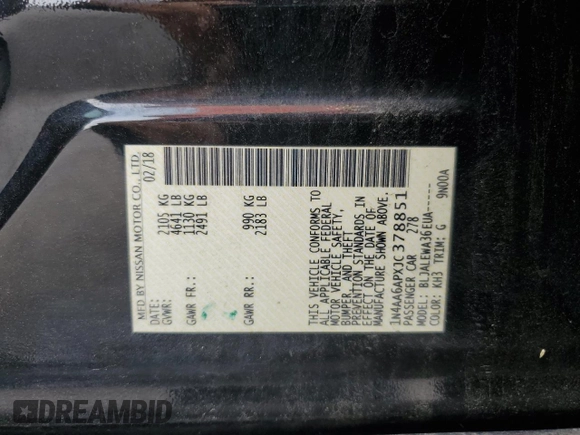 MFD BY NISSAN MOTOR CO., LTD.
02/18
GVWR: 2105 KG
4641 LB
GAWR FR: 1130 KG
2491 LB
GAWR RR: 990 KG
2183 LB
THIS VEHICLE CONFORMS TO
ALL APPLICABLE FEDERAL
MOTOR VEHICLE SAFETY,
BUMPER, AND THEFT
PREVENTION STANDARDS IN
EFFECT ON THE DATE OF
MANUFACTURE SHOWN ABOVE.
1N4AA6APXJC378851
PASSENGER CAR 278
MODEL: BLJALEWA36EUA-----
COLOR: KH3 TRIM: G 9N00A
DREAMBID